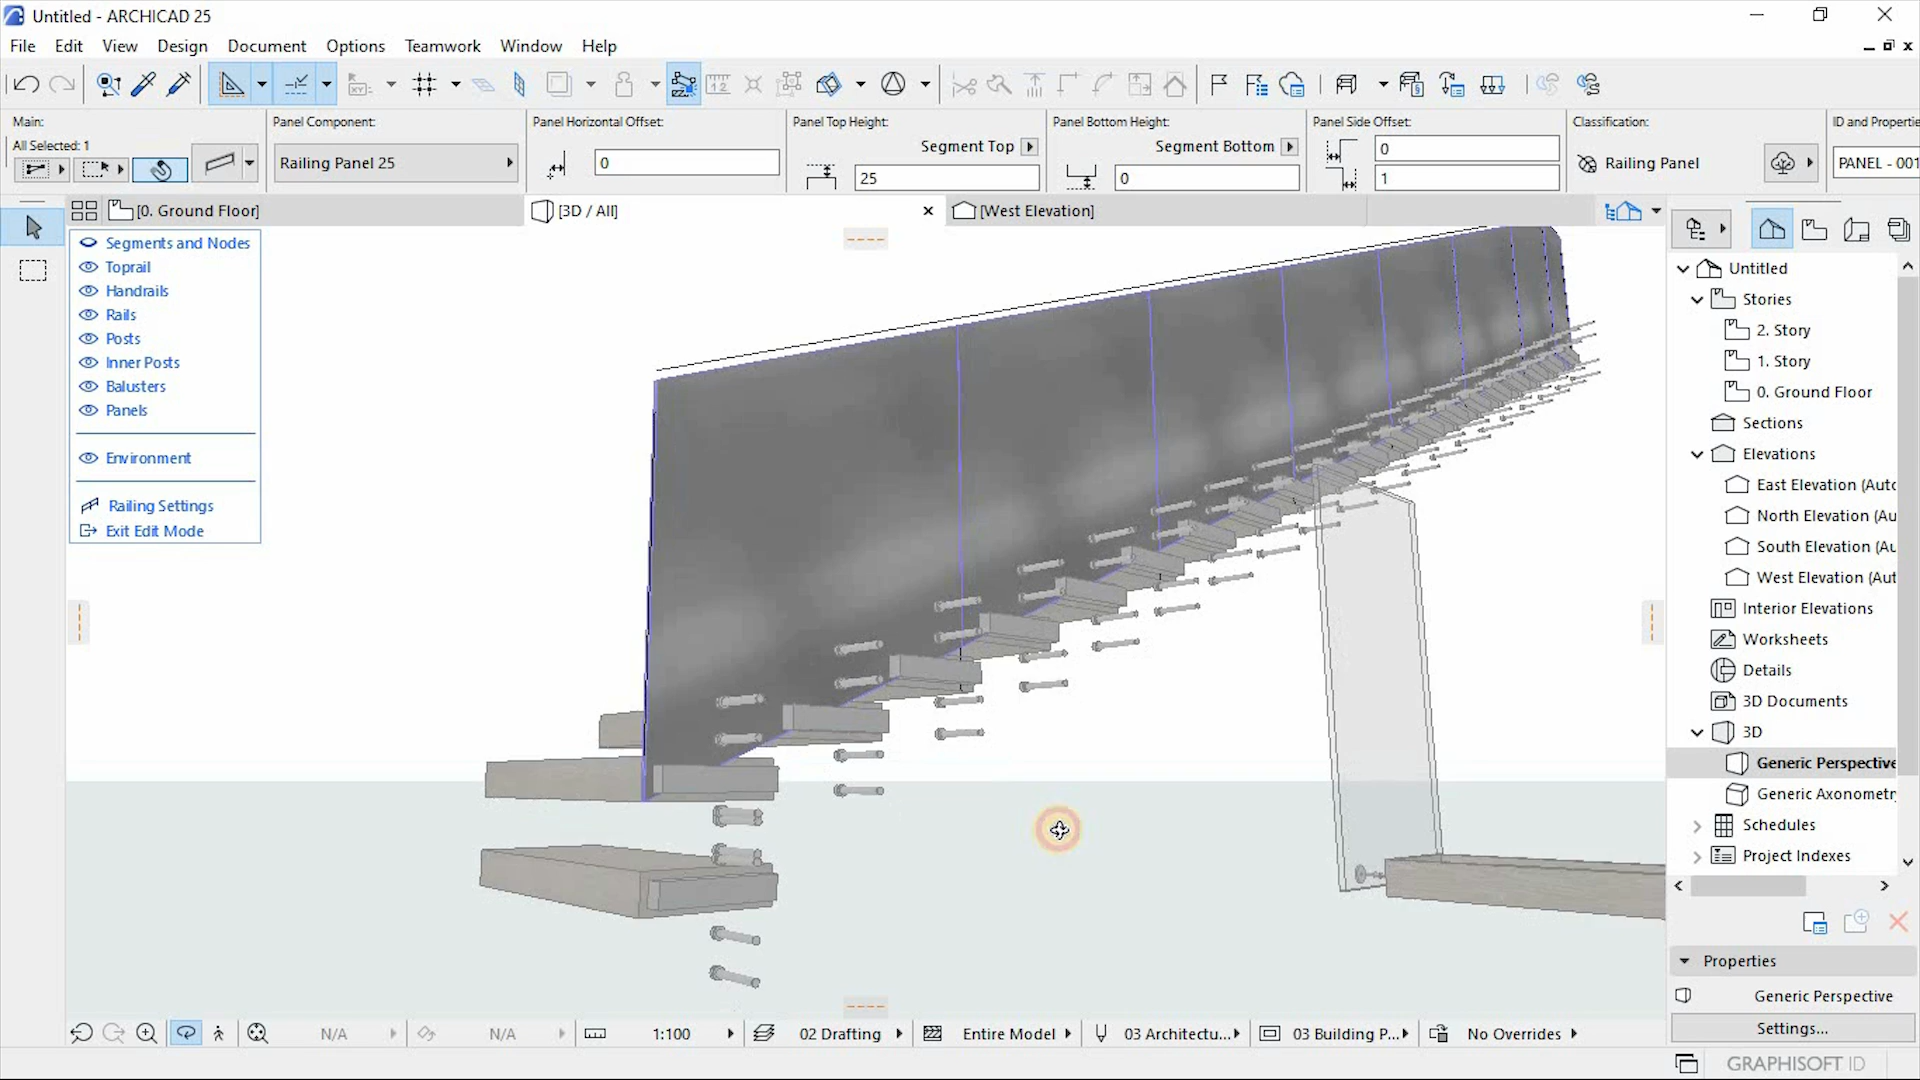 Untitled - ARCHICAD 25
File Edit View Design Document Options Teamwork Window Help
Main: Panel Component: Panel Horizontal Offset: Panel Top Height: Panel Bottom Height: Panel Side Offset: Classification: ID and Propertie
All Selected: 1 Segment Top Segment Bottom 0
Railing Panel 25 0 Railing Panel PANEL - 001
25 0 1
[0. Ground Floor] [3D / All] [West Elevation]
Segments and Nodes
Toprail
Handrails
Rails
Posts
Inner Posts
Balusters
Panels
Environment
Railing Settings
Exit Edit Mode
Untitled
Stories
2. Story
1. Story
0. Ground Floor
Sections
Elevations
East Elevation (Auto
North Elevation (Au
South Elevation (Au
West Elevation (Aut
Interior Elevations
Worksheets
Details
3D Documents
3D
Generic Perspective
Generic Axonometr
Schedules
Project Indexes
Properties
Generic Perspective
Settings...
N/A N/A 1:100 02 Drafting Entire Model 03 Architectu... 03 Building P... No Overrides
GRAPHISOFT ID